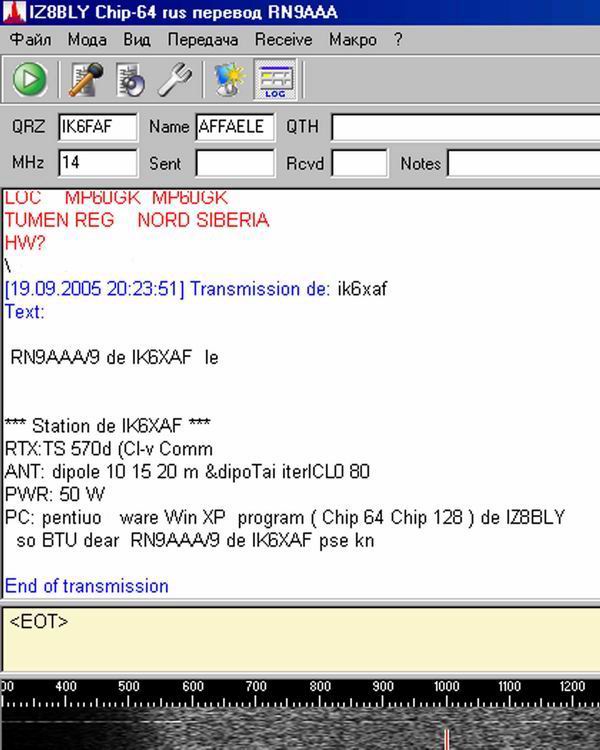 IZ8BLY Chip-64 rus перевод RN9AAA
Файл Мода Вид Передача Receive Макро ?
LOG
QRZ IK6FAF Name AFFAELE QTH
MHz 14 Sent Rcvd Notes
LOC MP60GK MP60GK
TUMEN REG NORD SIBERIA
HW?
\
[19.09.2005 20:23:51] Transmission de: ik6xaf
Text:
RN9AAA/9 de IK6XAF le
*** Station de IK6XAF ***
RTX:TS 570d (CI-v Comm
ANT: dipole 10 15 20 m &dipoTai iterlCL0 80
PWR: 50 W
PC: pentiuo ware Win XP program ( Chip 64 Chip 128 ) de IZ8BLY
so BTU dear RN9AAA/9 de IK6XAF pse kn
End of transmission
<EOT>
00 400 500 600 700 800 900 1000 1100 1200